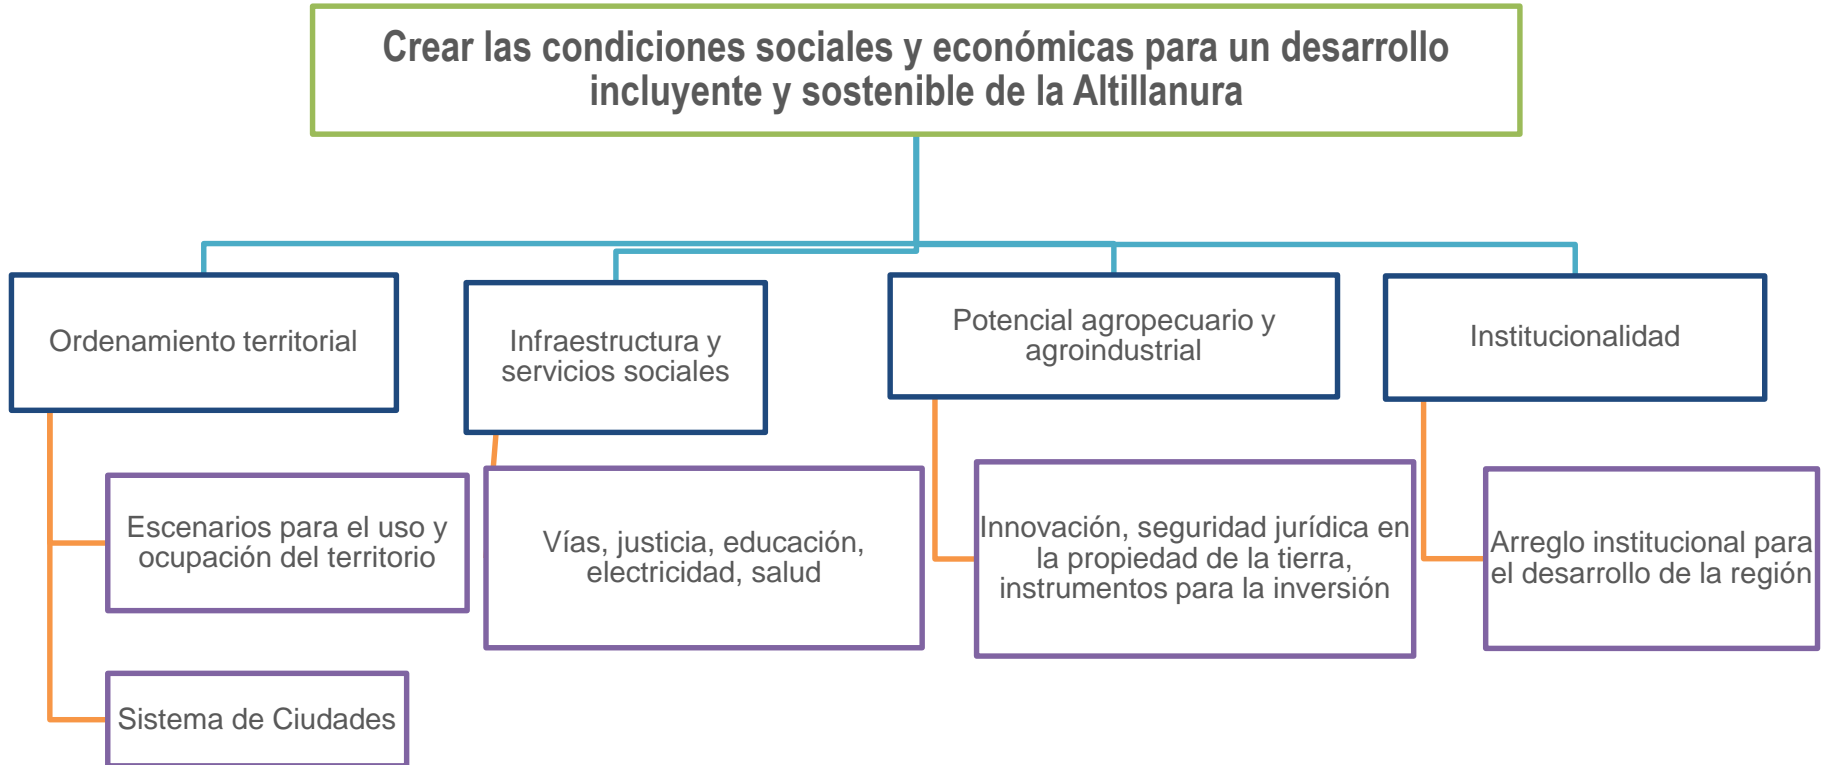 Crear las condiciones sociales y económicas para un desarrollo
incluyente y sostenible de la Altillanura
Ordenamiento territorial
Infraestructura y
servicios sociales
Potencial agropecuario y
agroindustrial
Institucionalidad
Escenarios para el uso y
ocupación del territorio
Sistema de Ciudades
Vías, justicia, educación,
electricidad, salud
Innovación, seguridad jurídica en
la propiedad de la tierra,
instrumentos para la inversión
Arreglo institucional para
el desarrollo de la región